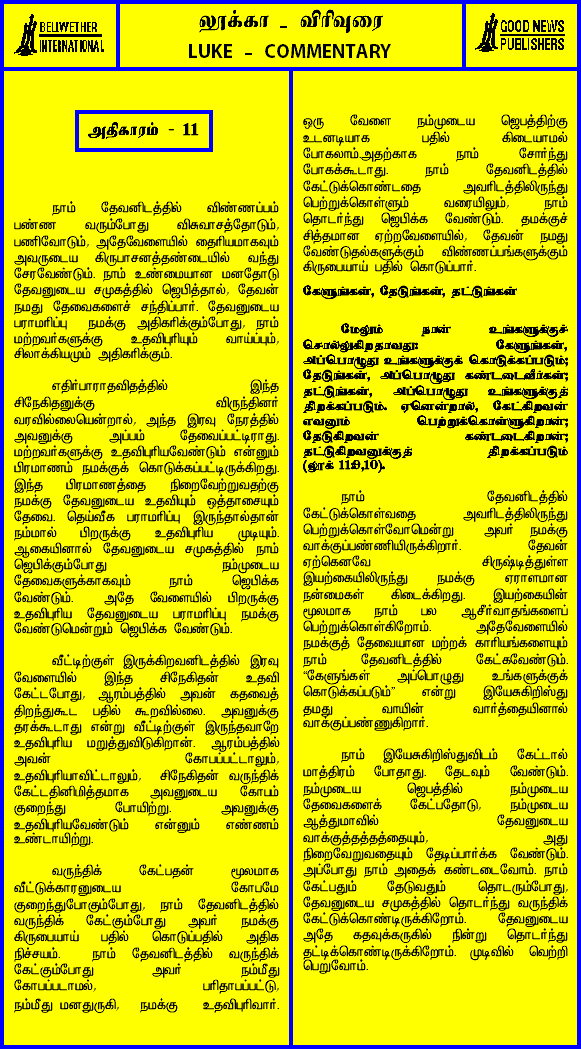 BELLWETHER
INTERNATIONAL
லூக்கா - விரிவுரை
LUKE - COMMENTARY
GOOD NEWS
PUBLISHERS
அதிகாரம் - 11
நாம் தேவனிடத்தில் விண்ணப்பம்
பண்ண வரும்போது விசுவாசத்தோடும்,
பணிவோடும், அதேவேளையில் தைரியமாகவும்
அவருடைய கிருபாசனத்தண்டையில் வந்து
சேரவேண்டும். நாம் உண்மையான மனதோடு
தேவனுடைய சமுகத்தில் ஜெபித்தால், தேவன்
நமது தேவைகளைச் சந்திப்பார். தேவனுடைய
பராமரிப்பு நமக்கு அதிகரிக்கும்போது, நாம்
மற்றவர்களுக்கு உதவிபுரியும் வாய்ப்பும்,
சிலாக்கியமும் அதிகரிக்கும்.
எதிர்பாராதவிதத்தில் இந்த
சிநேகிதனுக்கு விருந்தினர்
வரவில்லையென்றால், அந்த இரவு நேரத்தில்
அவனுக்கு அப்பம் தேவைப்பட்டிராது.
மற்றவர்களுக்கு உதவிபுரியவேண்டும் என்னும்
பிரமாணம் நமக்குக் கொடுக்கப்பட்டிருக்கிறது.
இந்த பிரமாணத்தை நிறைவேற்றுவதற்கு
நமக்கு தேவனுடைய உதவியும் ஒத்தாசையும்
தேவை. தெய்வீக பராமரிப்பு இருந்தால்தான்
நம்மால் பிறருக்கு உதவிபுரிய முடியும்.
ஆகையினால் தேவனுடைய சமுகத்தில் நாம்
ஜெபிக்கும்போது நம்முடைய
தேவைகளுக்காகவும் நாம் ஜெபிக்க
வேண்டும். அதே வேளையில் பிறருக்கு
உதவிபுரிய தேவனுடைய பராமரிப்பு நமக்கு
வேண்டுமென்றும் ஜெபிக்க வேண்டும்.
வீட்டிற்குள் இருக்கிறவனிடத்தில் இரவு
வேளையில் இந்த சிநேகிதன் உதவி
கேட்டபோது, ஆரம்பத்தில் அவன் கதவைத்
திறந்துகூட பதில் கூறவில்லை. அவனுக்கு
தரக்கூடாது என்று வீட்டிற்குள் இருந்தவாறே
உதவிபுரிய மறுத்துவிடுகிறான். ஆரம்பத்தில்
அவன் கோபப்பட்டாலும்,
உதவிபுரியாவிட்டாலும், சிநேகிதன் வருந்திக்
கேட்டதினிமித்தமாக அவனுடைய கோபம்
குறைந்து போயிற்று. அவனுக்கு
உதவிபுரியவேண்டும் என்னும் எண்ணம்
உண்டாயிற்று.
வருந்திக் கேட்பதன் மூலமாக
வீட்டுக்காரனுடைய கோபமே
குறைந்துபோகும்போது, நாம் தேவனிடத்தில்
வருந்திக் கேட்கும்போது அவர் நமக்கு
கிருபையாய் பதில் கொடுப்பதில் அதிக
நிச்சயம். நாம் தேவனிடத்தில் வருந்திக்
கேட்கும்போது அவர் நம்மீது
கோபப்படாமல், பரிதாபப்பட்டு,
நம்மீது மனதுருகி, நமக்கு உதவிபுரிவார்.
ஒரு வேளை நம்முடைய ஜெபத்திற்கு
உடனடியாக பதில் கிடையாமல்
போகலாம்.அதற்காக நாம் சோர்ந்து
போகக்கூடாது. நாம் தேவனிடத்தில்
கேட்டுக்கொண்டதை அவரிடத்திலிருந்து
பெற்றுக்கொள்ளும் வரையிலும், நாம்
தொடர்ந்து ஜெபிக்க வேண்டும். தமக்குச்
சித்தமான ஏற்றவேளையில், தேவன் நமது
வேண்டுதல்களுக்கும் விண்ணப்பங்களுக்கும்
கிருபையாய் பதில் கொடுப்பார்.
கேளுங்கள், தேடுங்கள், தட்டுங்கள்
மேலும் நான் உங்களுக்குச்
சொல்லுகிறதாவது: கேளுங்கள்,
அப்பொழுது உங்களுக்குக் கொடுக்கப்படும்;
தேடுங்கள், அப்பொழுது கண்டடைவீர்கள்;
தட்டுங்கள், அப்பொழுது உங்களுக்குத்
திறக்கப்படும். ஏனென்றால், கேட்கிறவன்
எவனும் பெற்றுக்கொள்ளுகிறான்;
தேடுகிறவன் கண்டடைகிறான்;
தட்டுகிறவனுக்குத் திறக்கப்படும்
(லூக் 11:9,10).
நாம் தேவனிடத்தில்
கேட்டுக்கொள்வதை அவரிடத்திலிருந்து
பெற்றுக்கொள்வோமென்று அவர் நமக்கு
வாக்குப்பண்ணியிருக்கிறார். தேவன்
ஏற்கெனவே சிருஷ்டித்துள்ள
இயற்கையிலிருந்து நமக்கு ஏராளமான
நன்மைகள் கிடைக்கிறது. இயற்கையின்
மூலமாக நாம் பல ஆசீர்வாதங்களைப்
பெற்றுக்கொள்கிறோம். அதேவேளையில்
நமக்குத் தேவையான மற்றக் காரியங்களையும்
நாம் தேவனிடத்தில் கேட்கவேண்டும்.
“கேளுங்கள் அப்பொழுது உங்களுக்குக்
கொடுக்கப்படும்” என்று இயேசுகிறிஸ்து
தமது வாயின் வார்த்தையினால்
வாக்குப்பண்ணுகிறார்.
நாம் இயேசுகிறிஸ்துவிடம் கேட்டால்
மாத்திரம் போதாது. தேடவும் வேண்டும்.
நம்முடைய ஜெபத்தில் நம்முடைய
தேவைகளைக் கேட்பதோடு, நம்முடைய
ஆத்துமாவில் தேவனுடைய
வாக்குத்தத்தத்தையும், அது
நிறைவேறுவதையும் தேடிப்பார்க்க வேண்டும்.
அப்போது நாம் அதைக் கண்டடைவோம். நாம்
கேட்பதும் தேடுவதும் தொடரும்போது,
தேவனுடைய சமுகத்தில் தொடர்ந்து வருந்திக்
கேட்டுக்கொண்டிருக்கிறோம். தேவனுடைய
அதே கதவுக்கருகில் நின்று தொடர்ந்து
தட்டிக்கொண்டிருக்கிறோம். முடிவில் வெற்றி
பெறுவோம்.